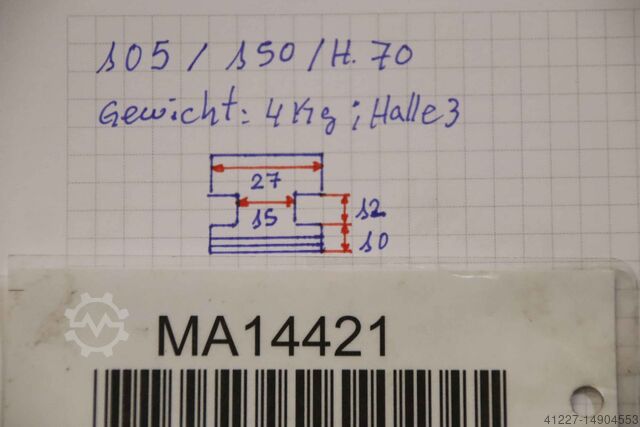 105 / 150 / H. 70
Gewicht: 4 Kg ; Halle 3
27
15
12
10
MA14421
41227-14904553